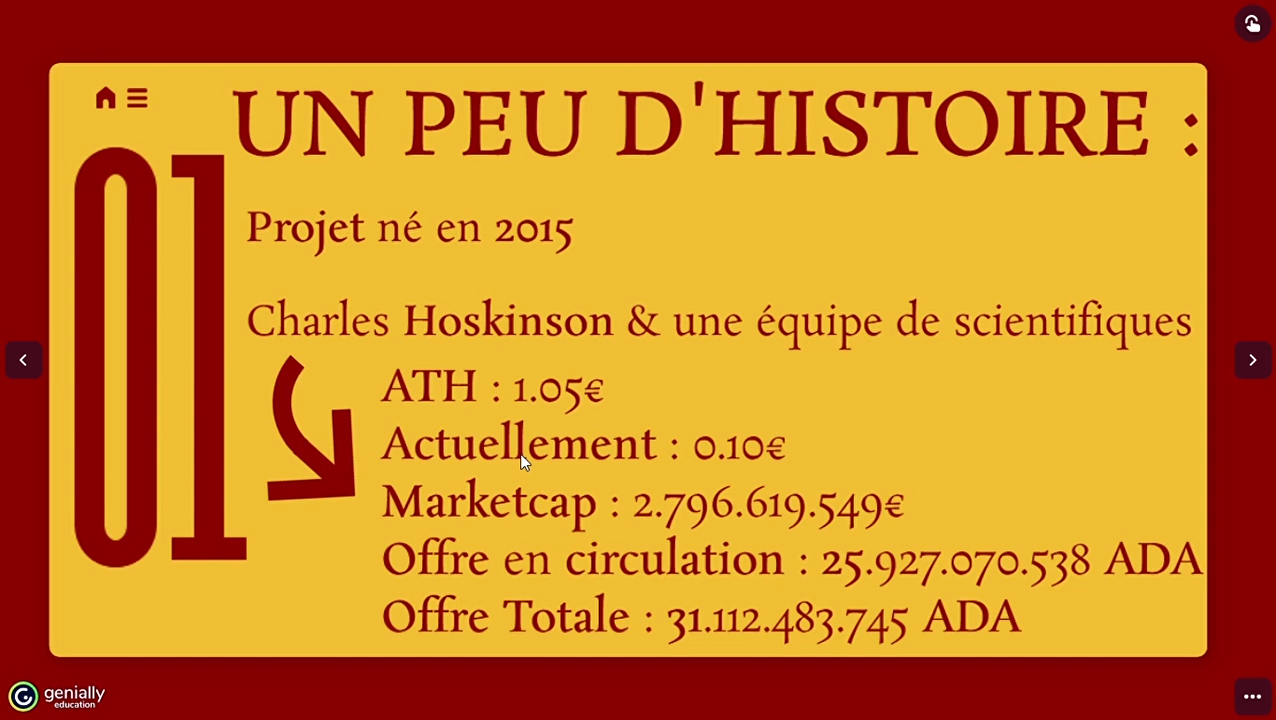 UN PEU D'HISTOIRE :
01
Projet né en 2015
Charles Hoskinson & une équipe de scientifiques
ATH : 1.05€
Actuellement : 0.10€
Marketcap : 2.796.619.549€
Offre en circulation : 25.927.070.538 ADA
Offre Totale : 31.112.483.745 ADA
genially
education